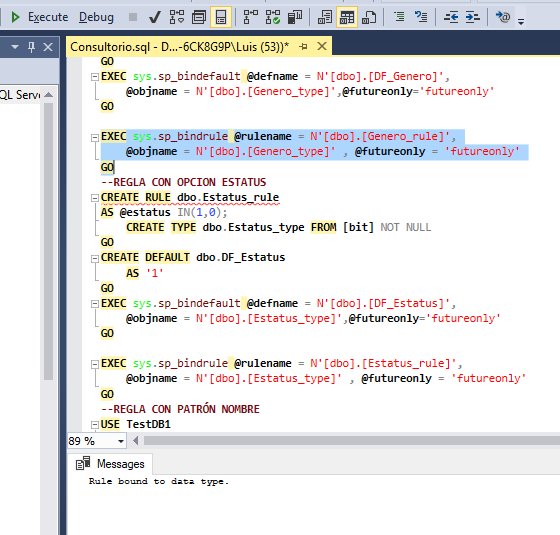 Execute Debug
Consultorio.sql - D...-6CK8G9P\Luis (53))*
QL Serve
GO
EXEC sys.sp_bindefault @defname = N'[dbo].[DF_Genero]',
@objname = N'[dbo].[Genero_type]',@futureonly='futureonly'
GO
EXEC sys.sp_bindrule @rulename = N'[dbo].[Genero_rule]',
@objname = N'[dbo].[Genero_type]' , @futureonly = 'futureonly'
GO
--REGLA CON OPCION ESTATUS
CREATE RULE dbo.Estatus_rule
AS @estatus IN(1,0);
CREATE TYPE dbo.Estatus_type FROM [bit] NOT NULL
GO
CREATE DEFAULT dbo.DF_Estatus
AS '1'
GO
EXEC sys.sp_bindefault @defname = N'[dbo].[DF_Estatus]',
@objname = N'[dbo].[Estatus_type]',@futureonly='futureonly'
GO
EXEC sys.sp_bindrule @rulename = N'[dbo].[Estatus_rule]',
@objname = N'[dbo].[Estatus_type]' , @futureonly = 'futureonly'
GO
--REGLA CON PATRÓN NOMBRE
USE TestDB1
89 %
Messages
Rule bound to data type.